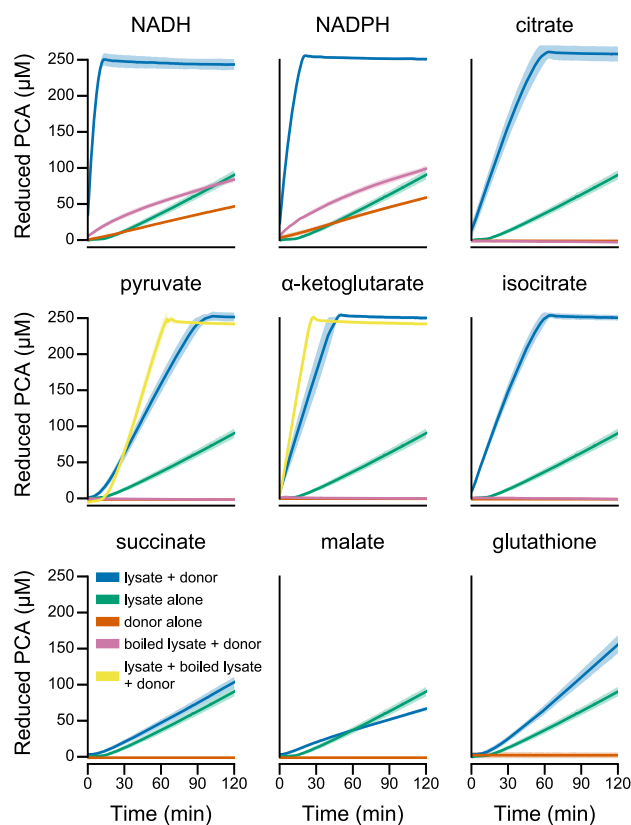 NADH
NADPH
citrate
Reduced PCA (μM)
250
200
150
100
50
0
pyruvate
α-ketoglutarate
isocitrate
Reduced PCA (μM)
250
200
150
100
50
0
succinate
malate
glutathione
Reduced PCA (μM)
250
200
150
100
50
0
lysate + donor
lysate alone
donor alone
boiled lysate + donor
lysate + boiled lysate
+ donor
0 30 60 90 120
0 30 60 90 120
0 30 60 90 120
Time (min)
Time (min)
Time (min)